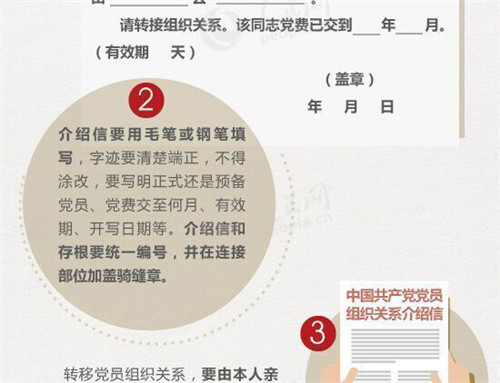 请转接组织关系。该同志党费已交到___年___月。
（有效期　天）
（盖章）
年　月　日
2
介绍信要用毛笔或钢笔填
写，字迹要清楚端正，不得
涂改，要写明正式还是预备
党员、党费交至何月、有效
期、开写日期等。介绍信和
存根要统一编号，并在连接
部位加盖骑缝章。
3
中国共产党党员
组织关系介绍信
转移党员组织关系，要由本人亲